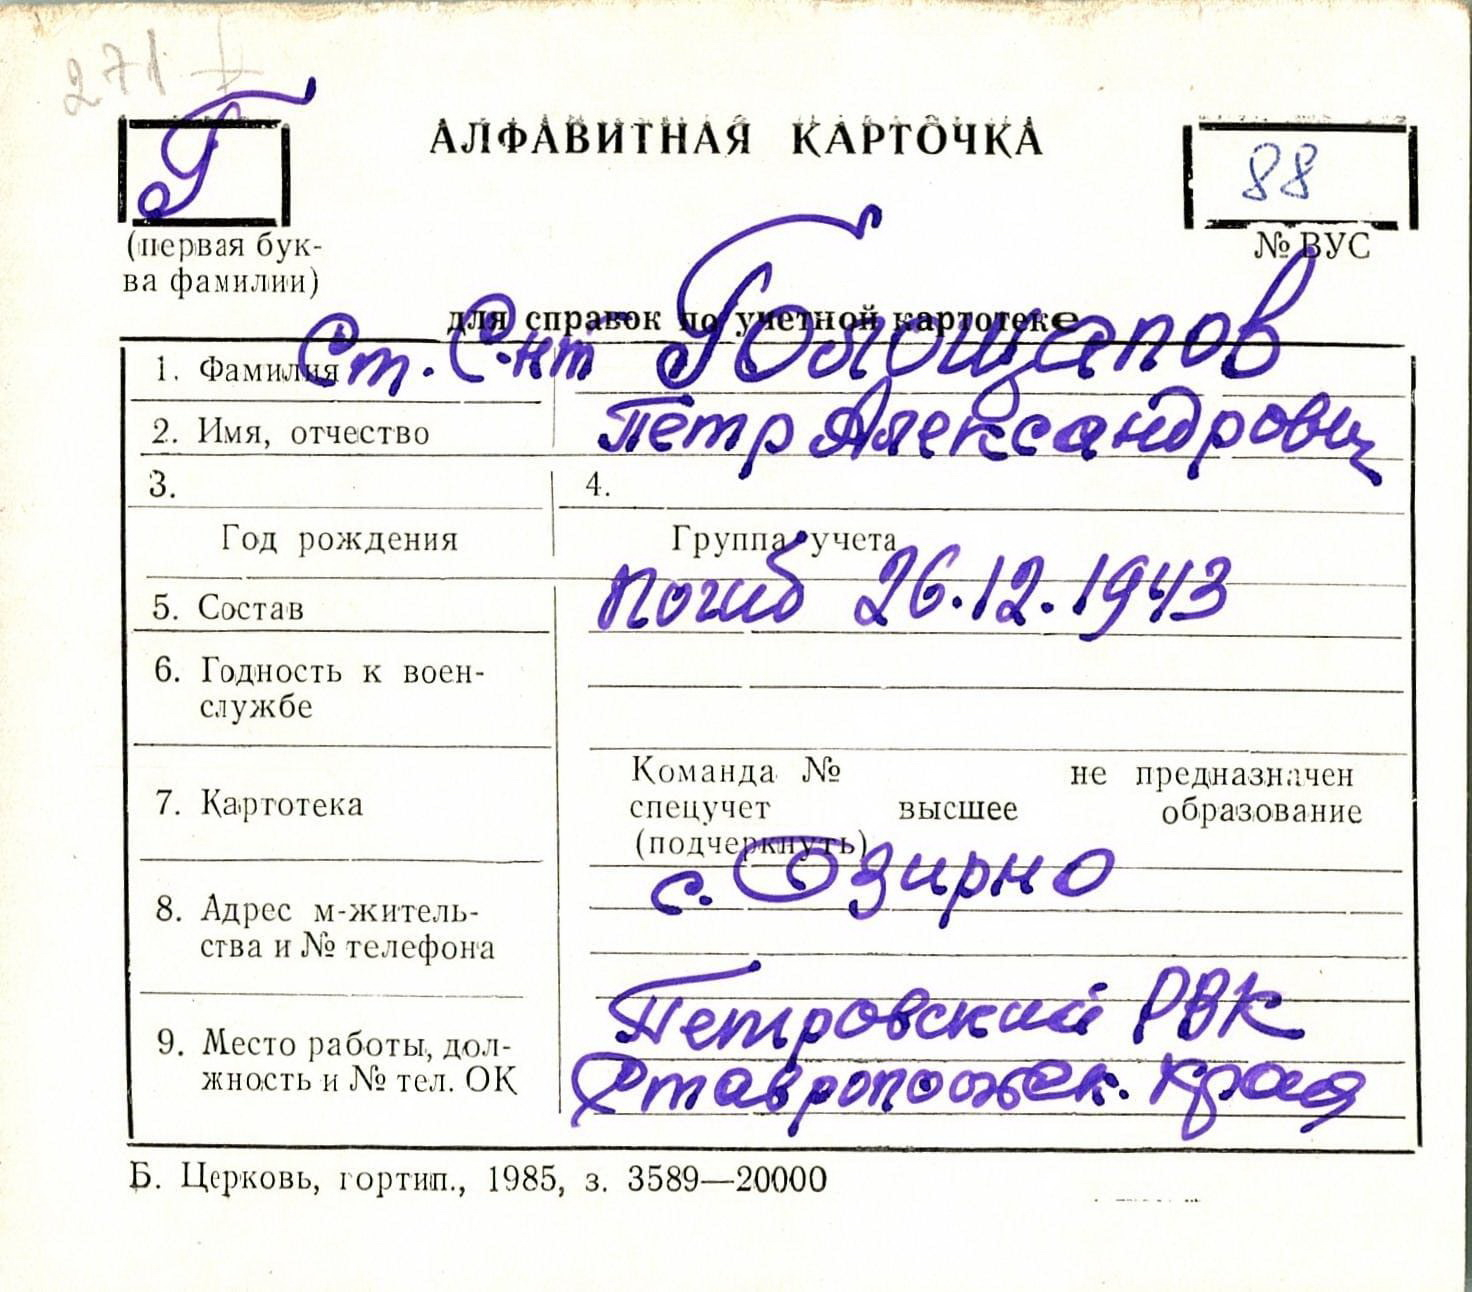 271
Г
АЛФАВИТНАЯ КАРТОЧКА
88
(первая бук-
ва фамилии)
№ ВУС
для справок по учетной картотеке
1. Фамилия Ст. С-нт Голощапов
2. Имя, отчество Пётр Александрович
3. 4.
Год рождения Группа учета
5. Состав погиб 26.12.1943
6. Годность к воен-
службе
Команда № не предназначен
7. Картотека спецучет высшее образование
(подчеркнуть)
с. Озирно
8. Адрес м-житель-
ства и № телефона
Петровский РВК
9. Место работы, дол-
жность и № тел. ОК Ставропольск. края
Б. Церковь, гортип., 1985, з. 3589—20000